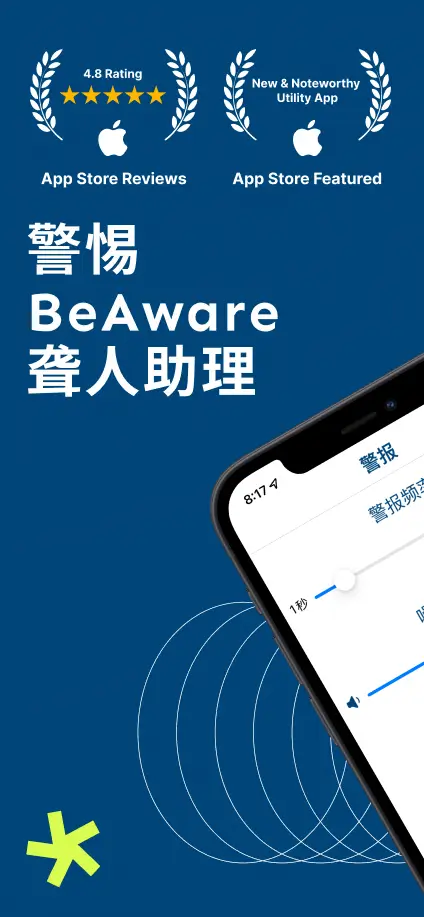 4.8 Rating
App Store Reviews
New & Noteworthy
Utility App
App Store Featured
警惕
BeAware
聋人助理
8:17
警报
警报频率
1秒